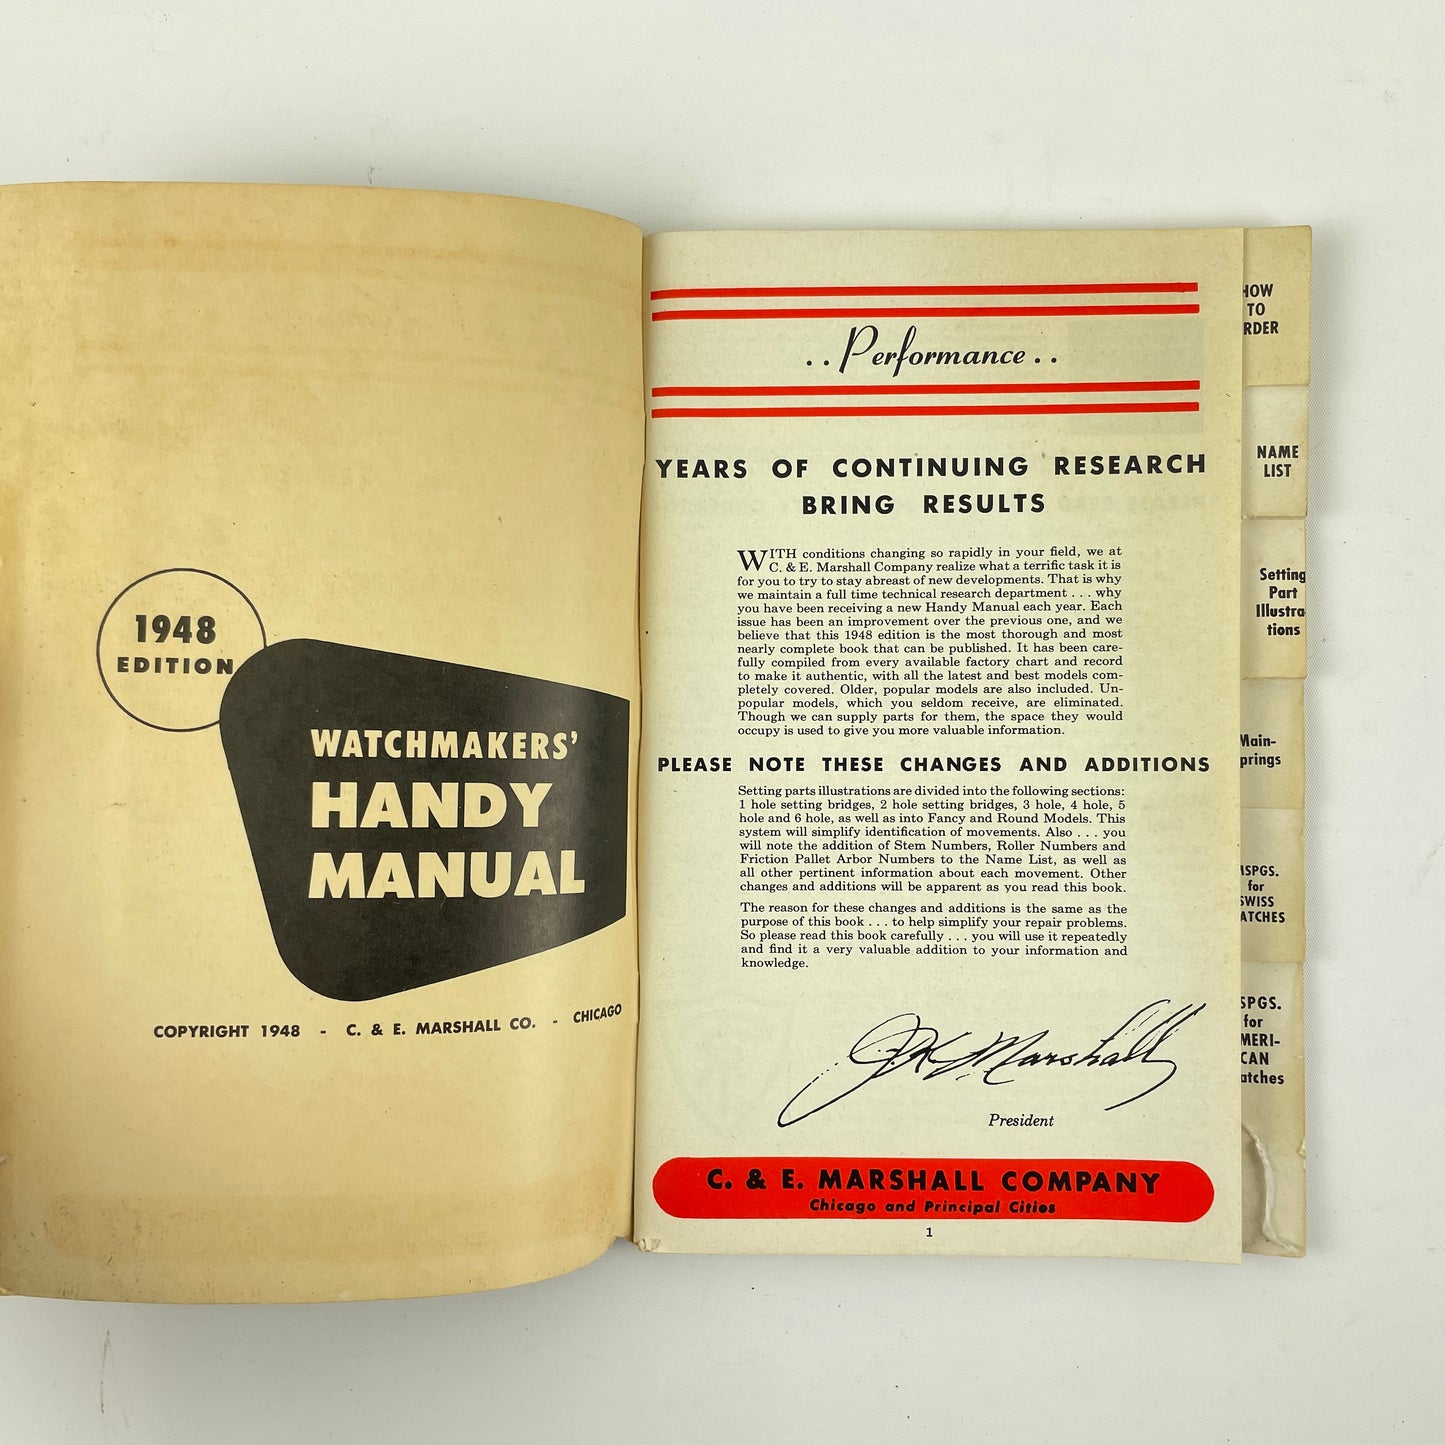 1948
EDITION
WATCHMAKERS'
HANDY
MANUAL
COPYRIGHT 1948 - C. & E. MARSHALL CO. - CHICAGO
. . Performance . .
YEARS OF CONTINUING RESEARCH
BRING RESULTS
WITH conditions changing so rapidly in your field, we at
C. & E. Marshall Company realize what a terrific task it is
for you to try to stay abreast of new developments. That is why
we maintain a full time technical research department . . . why
you have been receiving a new Handy Manual each year. Each
issue has been an improvement over the previous one, and we
believe that this 1948 edition is the most thorough and most
nearly complete book that can be published. It has been care-
fully compiled from every available factory chart and record
to make it authentic, with all the latest and best models com-
pletely covered. Older, popular models are also included. Un-
popular models, which you seldom receive, are eliminated.
Though we can supply parts for them, the space they would
occupy is used to give you more valuable information.
PLEASE NOTE THESE CHANGES AND ADDITIONS
Setting parts illustrations are divided into the following sections:
1 hole setting bridges, 2 hole setting bridges, 3 hole, 4 hole, 5
hole and 6 hole, as well as into Fancy and Round Models. This
system will simplify identification of movements. Also . . . you
will note the addition of Stem Numbers, Roller Numbers and
Friction Pallet Arbor Numbers to the Name List, as well as
all other pertinent information about each movement. Other
changes and additions will be apparent as you read this book.
The reason for these changes and additions is the same as the
purpose of this book . . . to help simplify your repair problems.
So please read this book carefully . . . you will use it repeatedly
and find it a very valuable addition to your information and
knowledge.
J. K. Marshall
President
C. & E. MARSHALL COMPANY
Chicago and Principal Cities
1
HOW
TO
RDER
NAME
LIST
Setting
Part
Illustra
tions
Main-
prings
SPGS.
for
SWISS
ATCHES
SPGS.
for
MERI-
CAN
atches